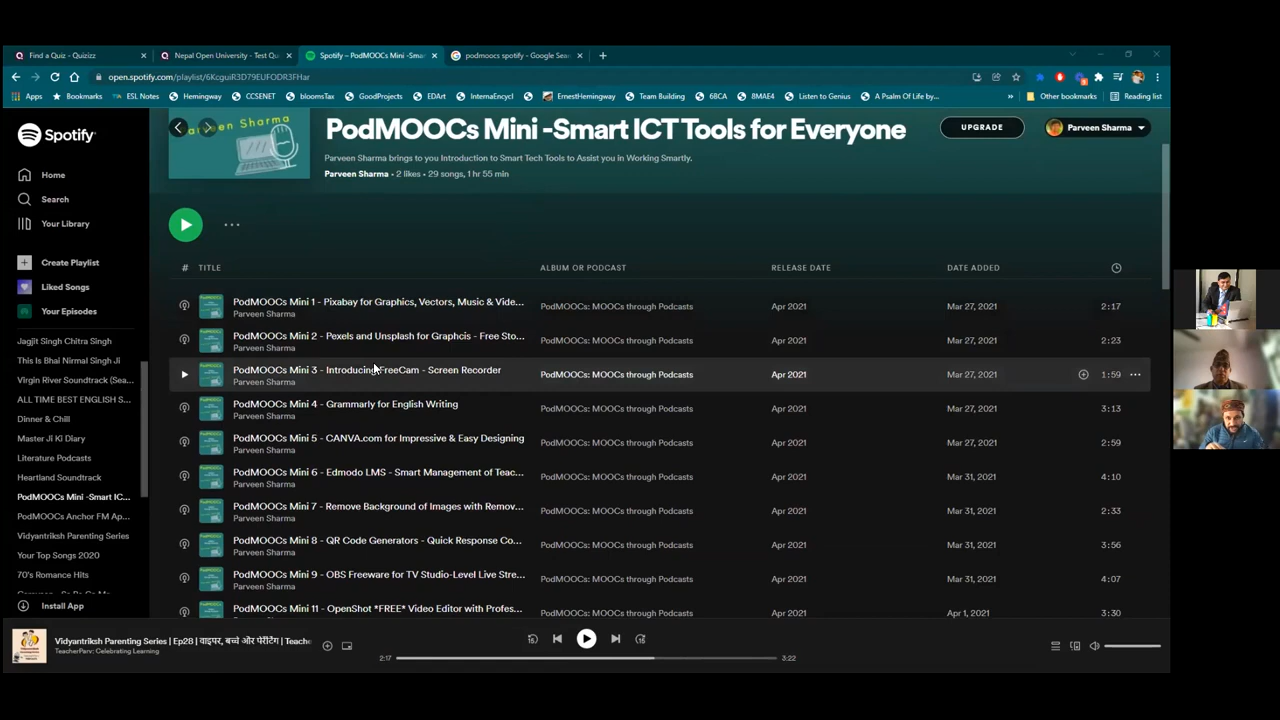 Find a Quiz - Quizizz
Nepal Open University - Test Qu
Spotify – PodMOOCs Mini -Smar
podmoocs spotify - Google Sea
open.spotify.com/playlist/6KcguiR3D79EUFODR3FHar
Apps
Bookmarks
ESL Notes
Hemingway
CCSENET
bloomsTax
GoodProjects
EDArt
InternaEncycl
ErnestHemingway
Team Building
6BCA
8MAE4
Listen to Genius
A Psalm Of Life by...
Other bookmarks
Reading list
Spotify
Parveen Sharma
PodMOOCs Mini -Smart ICT Tools for Everyone
UPGRADE
Parveen Sharma
Parveen Sharma brings to you Introduction to Smart Tech Tools to Assist you in Working Smartly.
Parveen Sharma • 2 likes • 29 songs, 1 hr 55 min
Home
Search
Your Library
Create Playlist
Liked Songs
Your Episodes
Jagjit Singh Chitra Singh
This Is Bhai Nirmal Singh Ji
Virgin River Soundtrack (Sea...
ALL TIME BEST ENGLISH S...
Dinner & Chill
Master Ji Ki Diary
Literature Podcasts
Heartland Soundtrack
PodMOOCs Mini -Smart IC...
PodMOOCs Anchor FM Ap...
Vidyantriksh Parenting Series
Your Top Songs 2020
70's Romance Hits
Install App
# TITLE ALBUM OR PODCAST RELEASE DATE DATE ADDED
PodMOOCs Mini 1 - Pixabay for Graphics, Vectors, Music & Vide...
Parveen Sharma
PodMOOCs: MOOCs through Podcasts Apr 2021 Mar 27, 2021 2:17
PodMOOCs Mini 2 - Pexels and Unsplash for Graphcis - Free Sto...
Parveen Sharma
PodMOOCs: MOOCs through Podcasts Apr 2021 Mar 27, 2021 2:23
PodMOOCs Mini 3 - Introducing FreeCam - Screen Recorder
Parveen Sharma
PodMOOCs: MOOCs through Podcasts Apr 2021 Mar 27, 2021 1:59
PodMOOCs Mini 4 - Grammarly for English Writing
Parveen Sharma
PodMOOCs: MOOCs through Podcasts Apr 2021 Mar 27, 2021 3:13
PodMOOCs Mini 5 - CANVA.com for Impressive & Easy Designing
Parveen Sharma
PodMOOCs: MOOCs through Podcasts Apr 2021 Mar 27, 2021 2:59
PodMOOCs Mini 6 - Edmodo LMS - Smart Management of Teac...
Parveen Sharma
PodMOOCs: MOOCs through Podcasts Apr 2021 Mar 31, 2021 4:10
PodMOOCs Mini 7 - Remove Background of Images with Remov...
Parveen Sharma
PodMOOCs: MOOCs through Podcasts Apr 2021 Mar 31, 2021 2:33
PodMOOCs Mini 8 - QR Code Generators - Quick Response Co...
Parveen Sharma
PodMOOCs: MOOCs through Podcasts Apr 2021 Mar 31, 2021 3:56
PodMOOCs Mini 9 - OBS Freeware for TV Studio-Level Live Stre...
Parveen Sharma
PodMOOCs: MOOCs through Podcasts Apr 2021 Mar 31, 2021 4:07
PodMOOCs Mini 11 - OpenShot *FREE* Video Editor with Profes...
PodMOOCs: MOOCs through Podcasts Apr 2021 Apr 1, 2021 3:30
Vidyantriksh Parenting Series | Ep28 | वाइपर, बच्चे और पेरेंटिंग | Teache
TeacherParv: Celebrating Learning
2:17
3:22